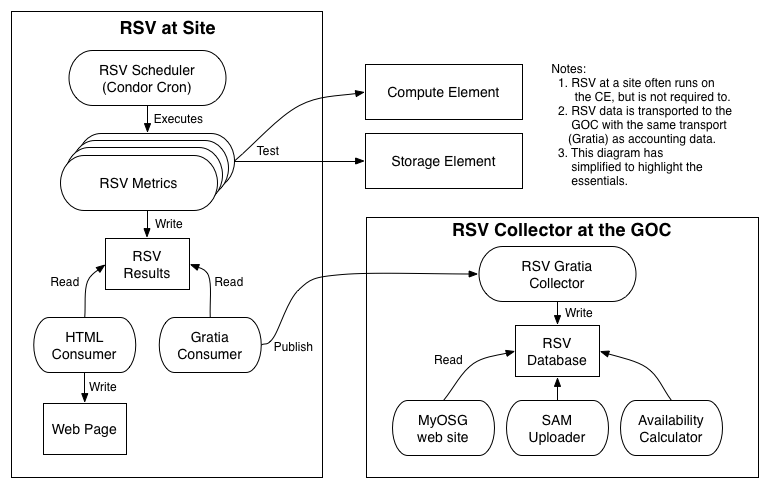 RSV at Site
RSV Scheduler
(Condor Cron)
Executes
RSV Metrics
Test
Compute Element
Storage Element
Notes:
1. RSV at a site often runs on
the CE, but is not required to.
2. RSV data is transported to the
GOC with the same transport
(Gratia) as accounting data.
3. This diagram has
simplified to highlight the
essentials.
Write
RSV
Results
Read
Read
HTML
Consumer
Gratia
Consumer
Publish
Write
Web Page
RSV Collector at the GOC
RSV Gratia
Collector
Write
RSV
Database
Read
MyOSG
web site
SAM
Uploader
Availability
Calculator